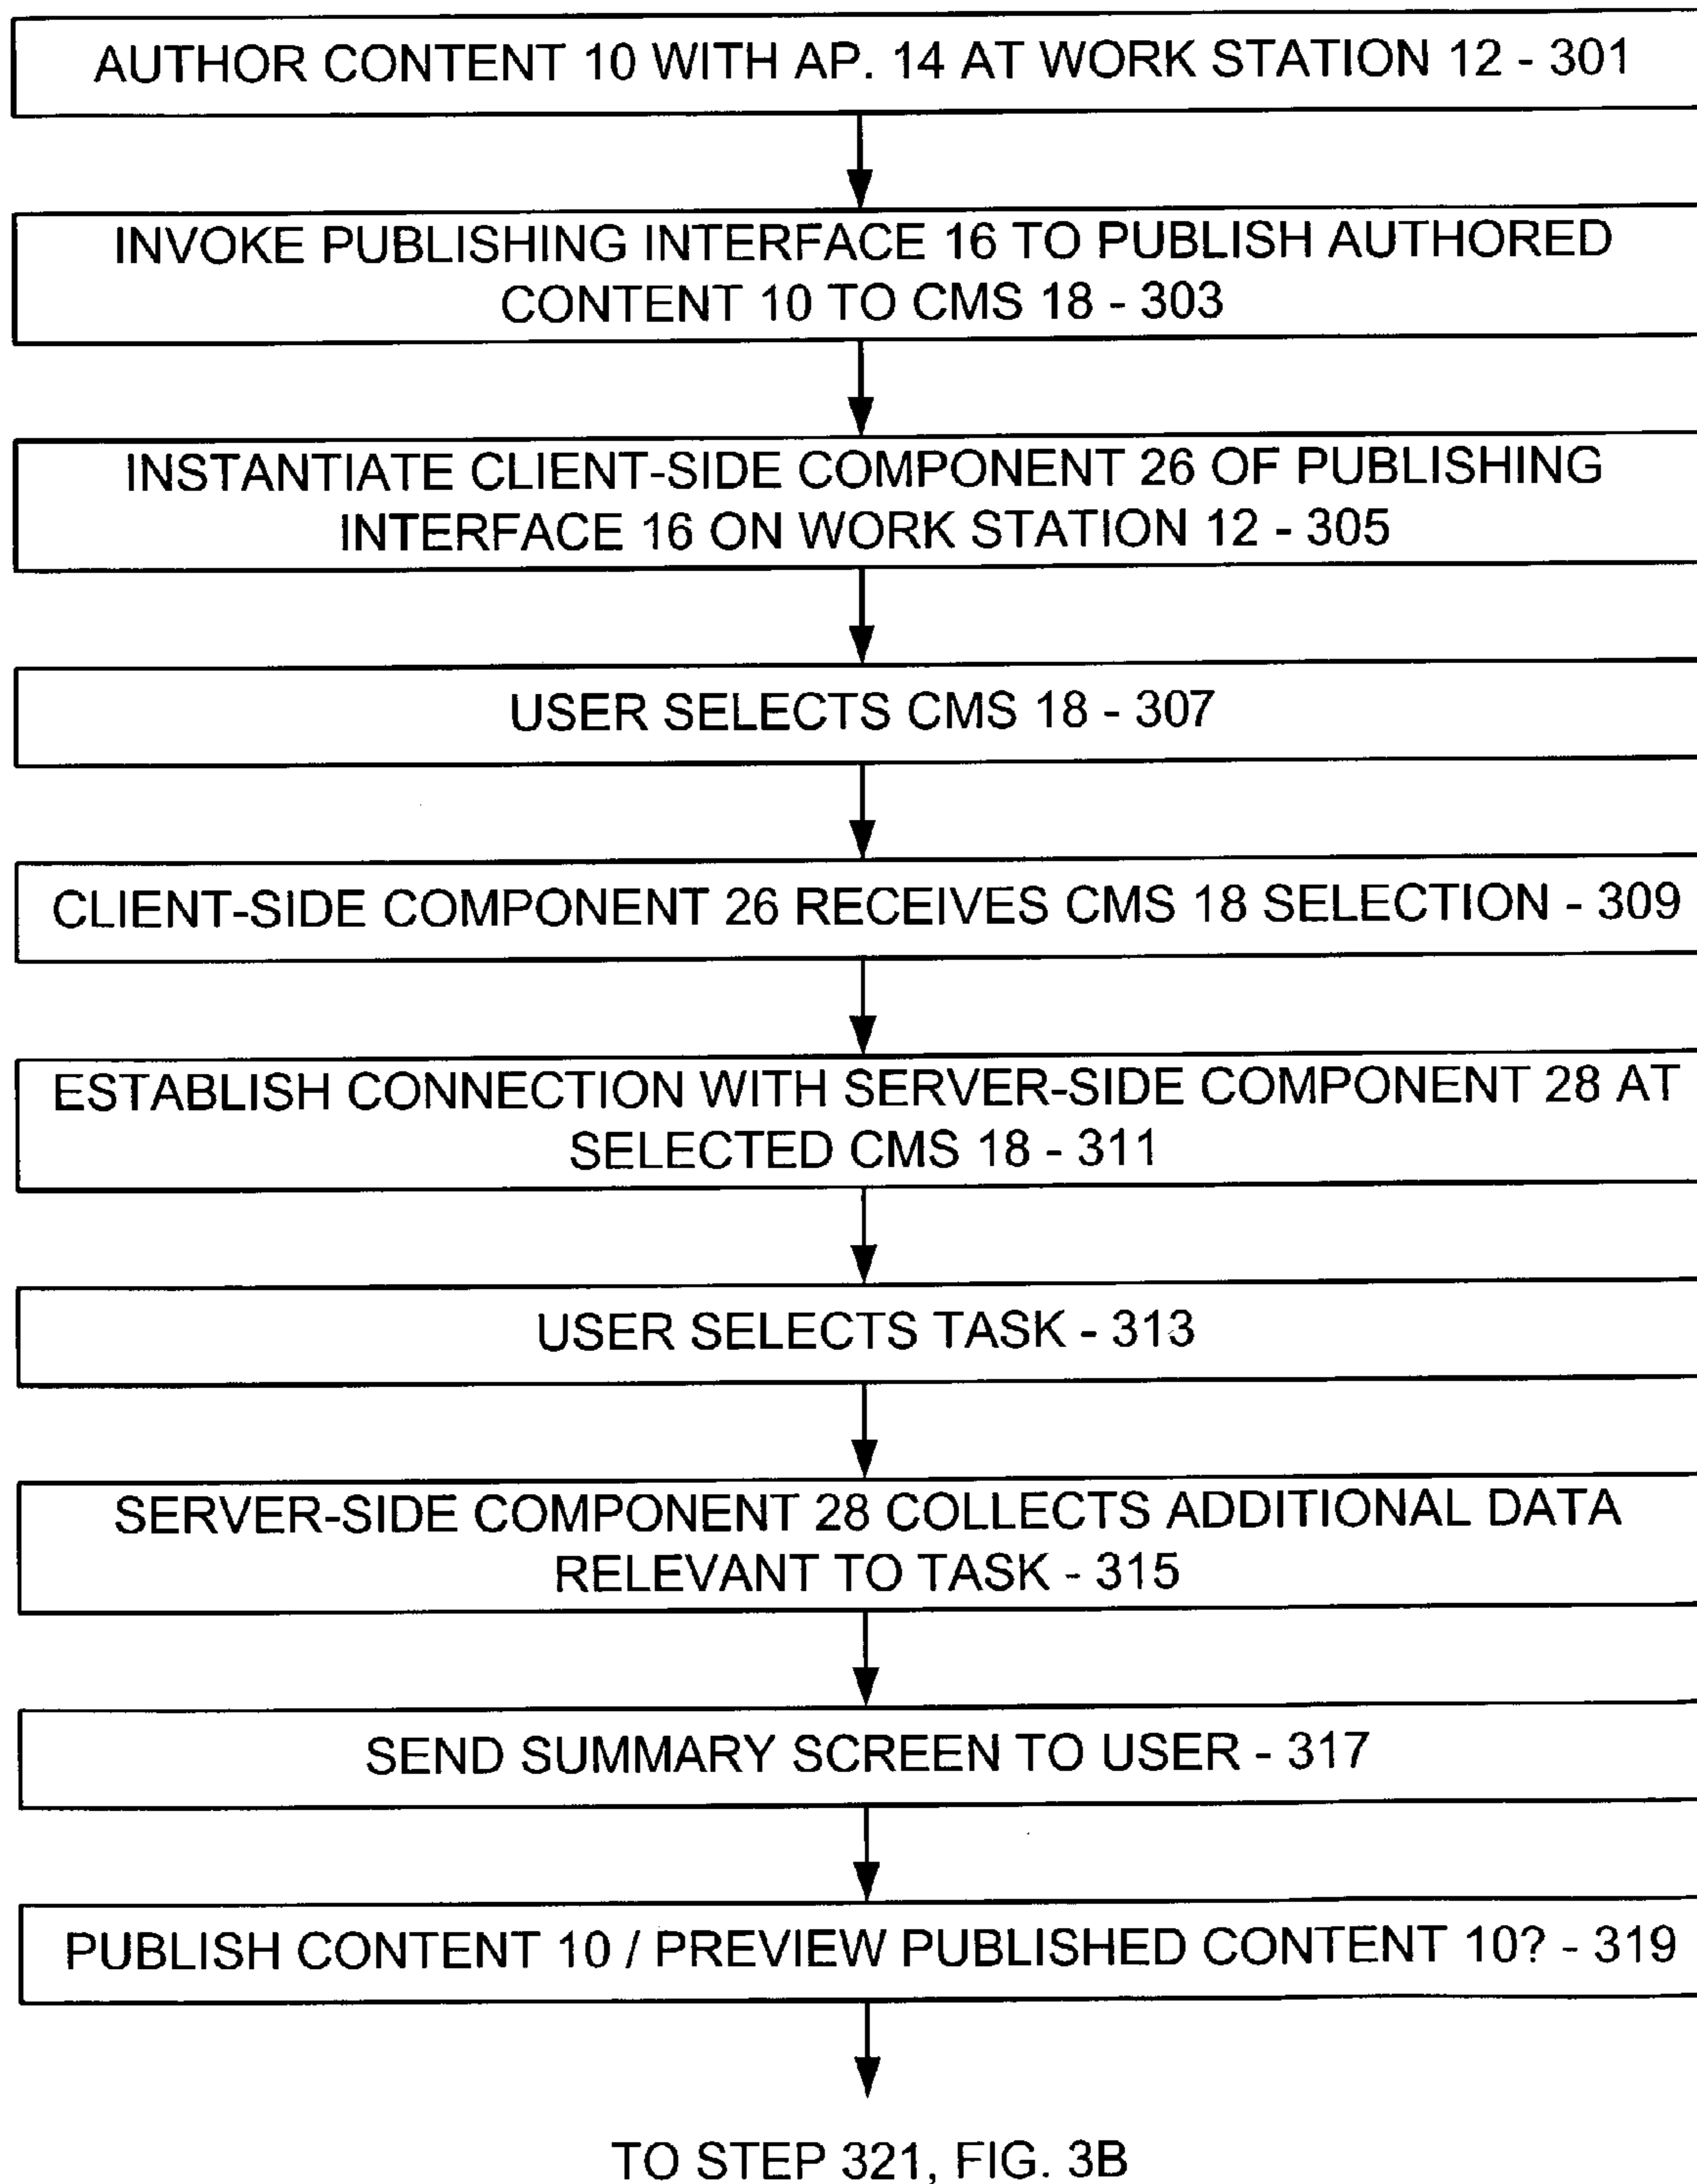 AUTHOR CONTENT 10 WITH AP. 14 AT WORK STATION 12 - 301
INVOKE PUBLISHING INTERFACE 16 TO PUBLISH AUTHORED
CONTENT 10 TO CMS 18 - 303
INSTANTIATE CLIENT-SIDE COMPONENT 26 OF PUBLISHING
INTERFACE 16 ON WORK STATION 12 - 305
USER SELECTS CMS 18 - 307
CLIENT-SIDE COMPONENT 26 RECEIVES CMS 18 SELECTION - 309
ESTABLISH CONNECTION WITH SERVER-SIDE COMPONENT 28 AT
SELECTED CMS 18 - 311
USER SELECTS TASK - 313
SERVER-SIDE COMPONENT 28 COLLECTS ADDITIONAL DATA
RELEVANT TO TASK - 315
SEND SUMMARY SCREEN TO USER - 317
PUBLISH CONTENT 10 / PREVIEW PUBLISHED CONTENT 10? - 319
TO STEP 321, FIG. 3B